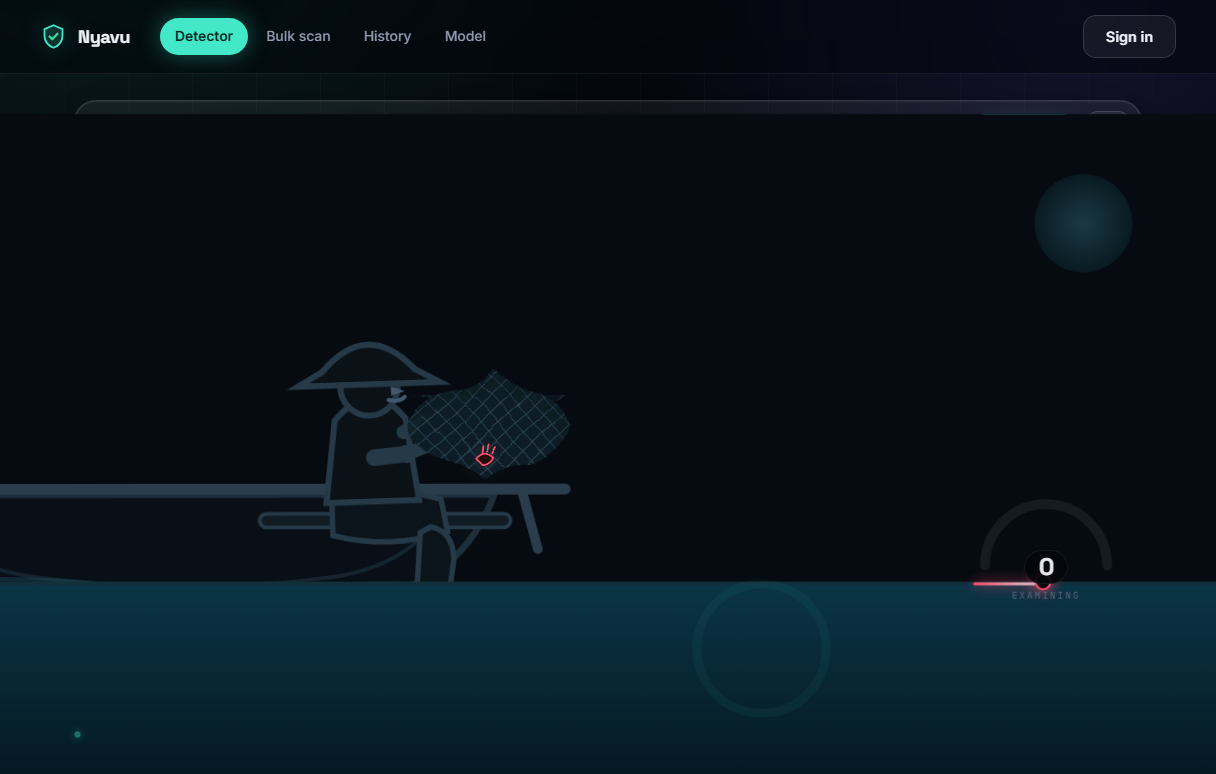 Nyavu
Detector
Bulk scan
History
Model
Sign in
0
EXAMINING